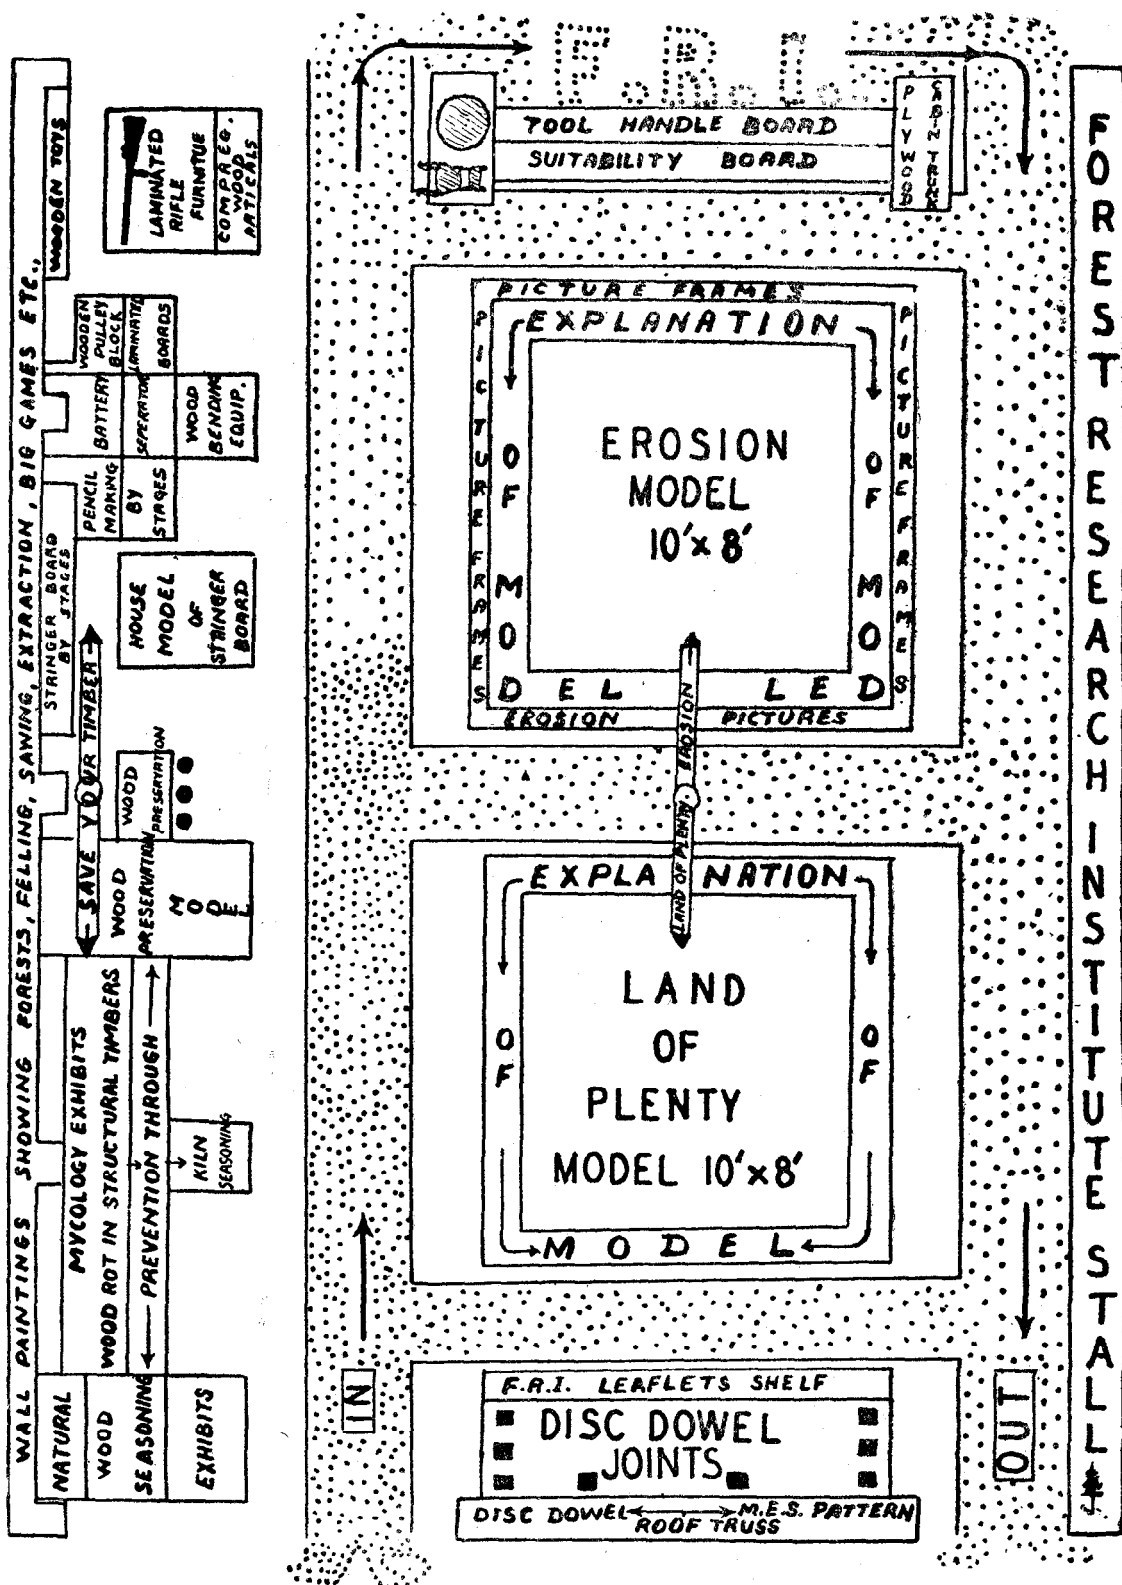 F.R.I.
TOOL HANDLE BOARD
SUITABILITY BOARD
PLYWOOD
FOREST RESEARCH INSTITUTE STALL
WALL PAINTINGS SHOWING FORESTS, FELLING, SAWING, EXTRACTION, BIG GAMES ETC.,
WOODEN TOYS
LAMINATED
RIFLE
FURNITUE
COMPREG.
WOOD
ARTICALS
WOODEN
PULLEY
BLOCK
LAMINATED
BOARDS
BATTERY
SEPERATOR
WOOD
BENDING
EQUIP.
PENCIL
MAKING
BY
STAGES
STRINGER BOARD
BY STAGES
HOUSE
MODEL
OF
STRINGER
BOARD
SAVE YOUR TIMBER
WOOD
PRESERVATION
WOOD
PRESERVATION
MODEL
MYCOLOGY EXHIBITS
WOOD ROT IN STRUCTURAL TIMBERS
PREVENTION THROUGH
KILN
SEASONING
NATURAL
WOOD
SEASONING
EXHIBITS
PICTURE FRAMES
PICTURE FRAMES
PICTURE FRAMES
EXPLANATION
OF MODEL
OF MODEL
EROSION
MODEL
10'x 8'
EROSION PICTURES
EROSION
LAND OF PLENTY
EXPLANATION
OF
OF
MODEL
LAND
OF
PLENTY
MODEL 10'x8'
IN
OUT
F.R.I. LEAFLETS SHELF
DISC DOWEL
JOINTS
DISC DOWEL M.E.S. PATTERN
ROOF TRUSS